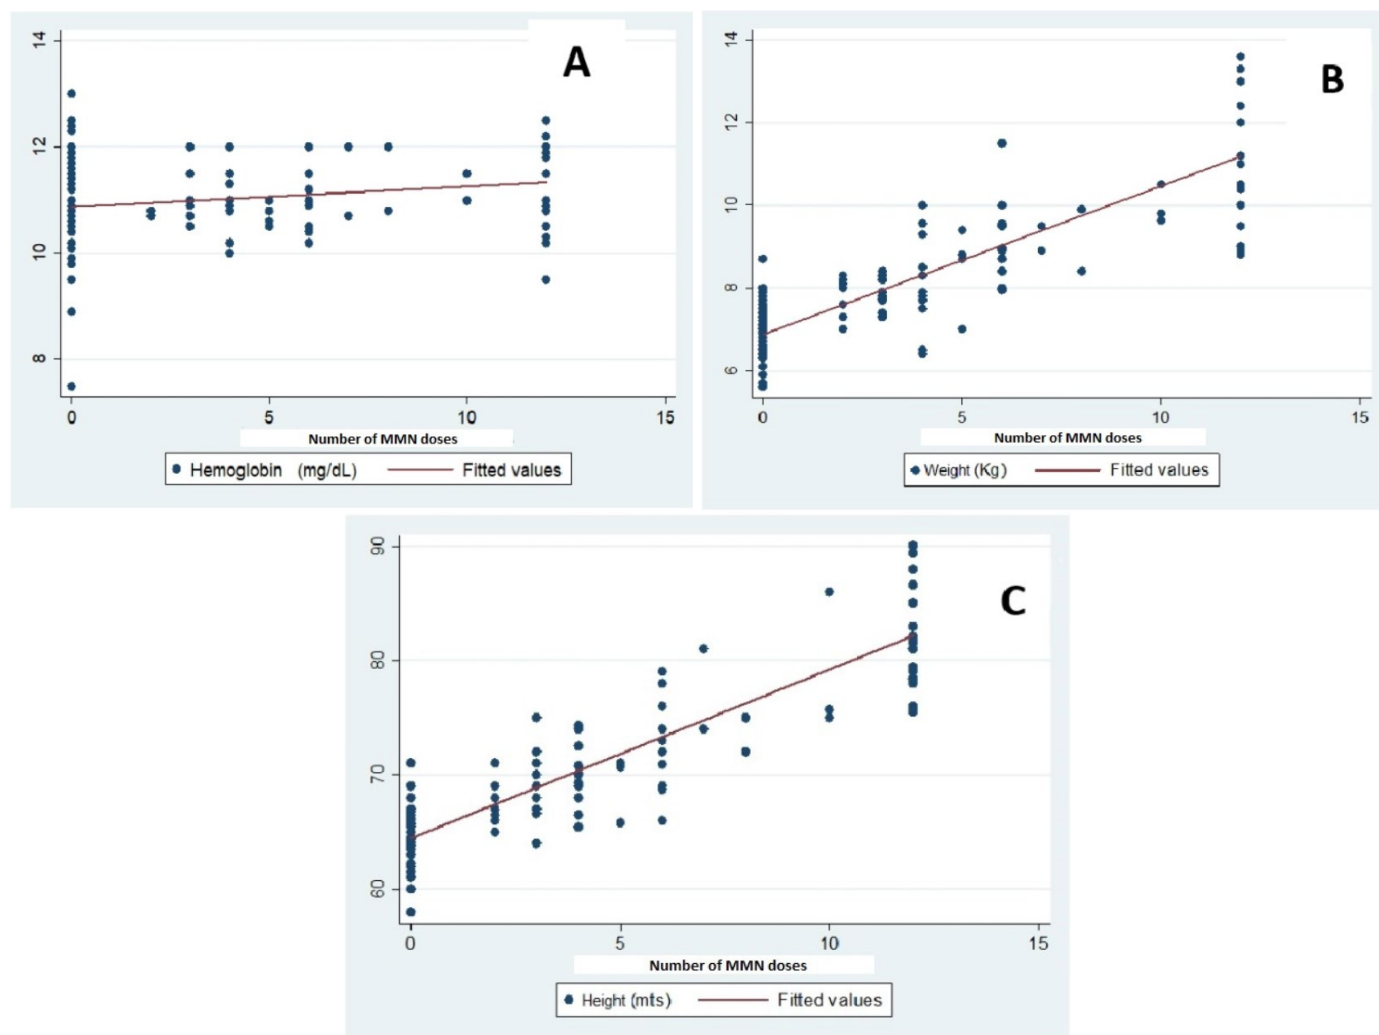 A
14
12
10
8
0 5 10 15
Number of MMN doses
Hemoglobin (mg/dL) Fitted values
B
14
12
10
8
6
0 5 10 15
Number of MMN doses
Weight (Kg) Fitted values
C
90
80
70
60
0 5 10 15
Number of MMN doses
Height (mts) Fitted values